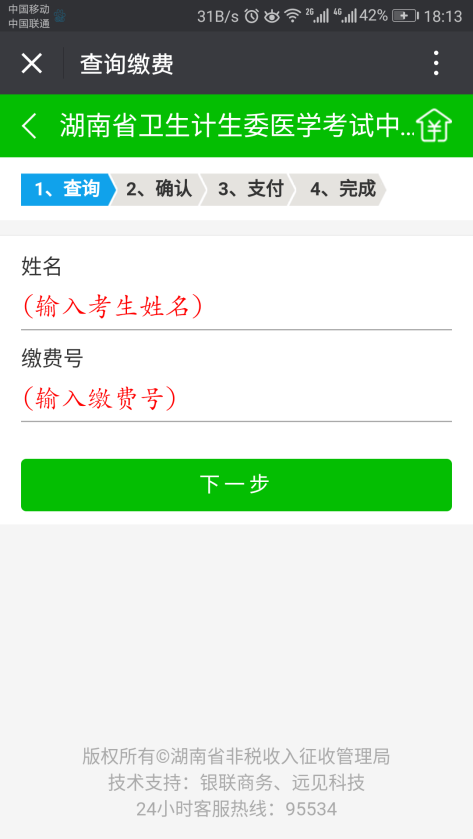 中国移动
中国联通
31B/s 2G 4G 42% 18:13
查询缴费
湖南省卫生计生委医学考试中...
1、查询 2、确认 3、支付 4、完成
姓名
(输入考生姓名)
缴费号
(输入缴费号)
下一步
版权所有©湖南省非税收入征收管理局
技术支持：银联商务、远见科技
24小时客服热线：95534